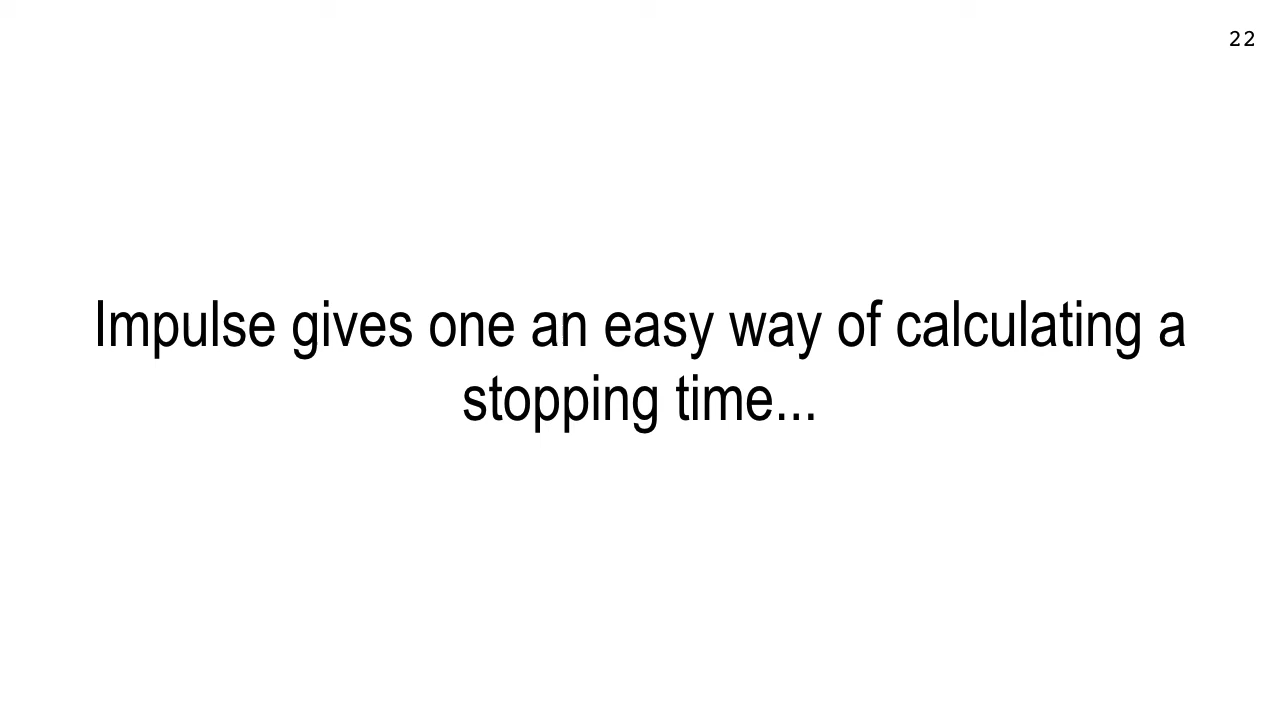 22
Impulse gives one an easy way of calculating a
stopping time...